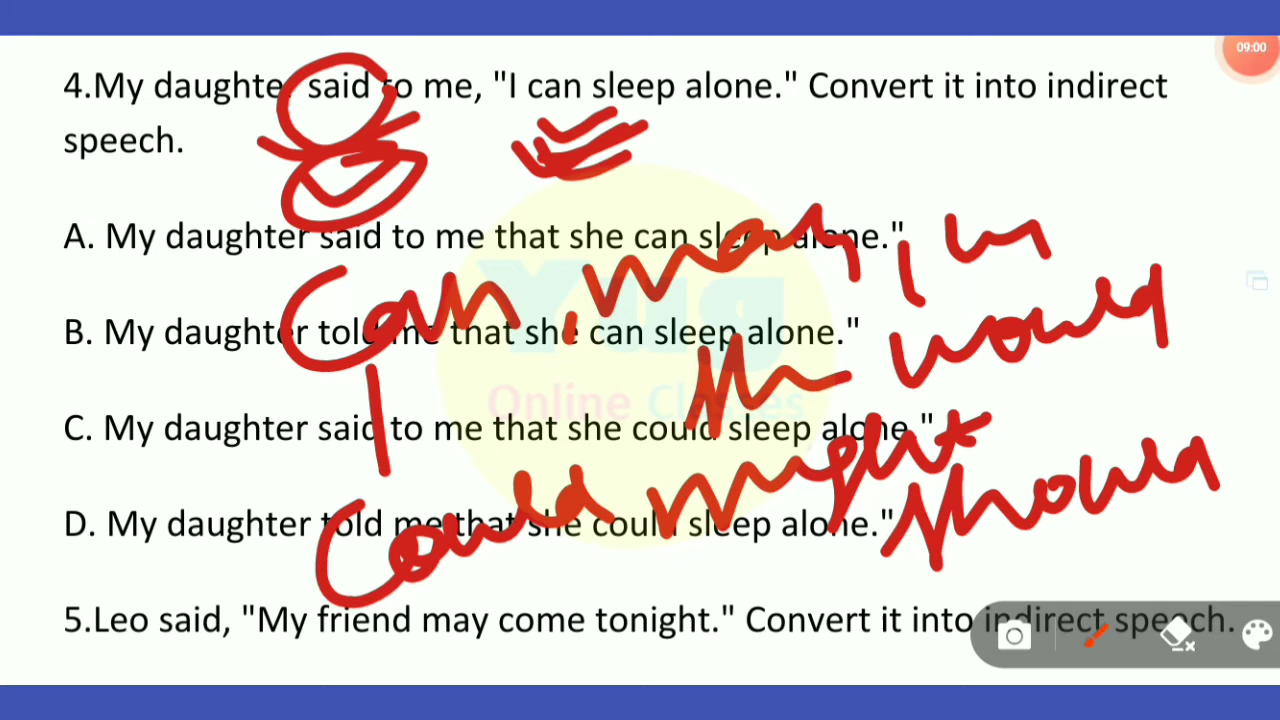 09:00
4.My daughter said to me, "I can sleep alone." Convert it into indirect
speech.
A. My daughter said to me that she can sleep alone."
Can, may,
B. My daughter told me that she can sleep alone."
would
Yug
Online Classes
C. My daughter said to me that she could sleep alone."
Could might
should
D. My daughter told me that she could sleep alone."
5.Leo said, "My friend may come tonight." Convert it into indirect speech.